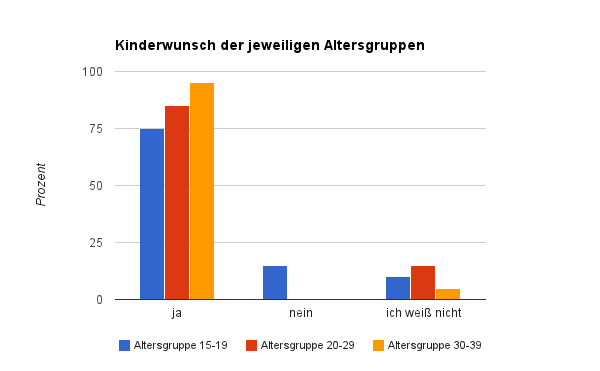 Kinderwunsch der jeweiligen Altersgruppen
100
75
50
25
0
Prozent
ja nein ich weiß nicht
Altersgruppe 15-19 Altersgruppe 20-29 Altersgruppe 30-39